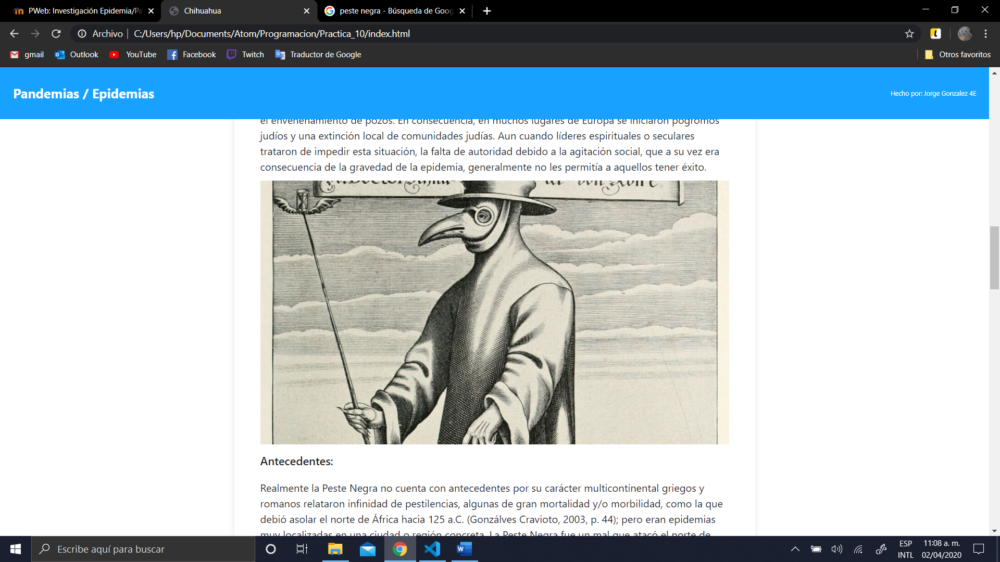 PWeb: Investigación Epidemia/Pa
Chihuahua
peste negra - Búsqueda de Goog
Archivo
C:/Users/hp/Documents/Atom/Programacion/Practica_10/index.html
gmail
Outlook
YouTube
Facebook
Twitch
Traductor de Google
Otros favoritos
Pandemias / Epidemias
Hecho por: Jorge Gonzalez 4E
el envenenamiento de pozos. En consecuencia, en muchos lugares de Europa se iniciaron pogromos
judíos y una extinción local de comunidades judías. Aun cuando líderes espirituales o seculares
trataron de impedir esta situación, la falta de autoridad debido a la agitación social, que a su vez era
consecuencia de la gravedad de la epidemia, generalmente no les permitía a aquellos tener éxito.
Antecedentes:
Realmente la Peste Negra no cuenta con antecedentes por su carácter multicontinental griegos y
romanos relataron infinidad de pestilencias, algunas de gran mortalidad y/o morbilidad, como la que
debió asolar el norte de África hacia 125 a.C. (Gonzálves Cravioto, 2003, p. 44); pero eran epidemias
muy localizadas en una ciudad o región concreta. La Peste Negra fue un mal que atacó el norte de
Escribe aquí para buscar
ESP
INTL
11:08 a. m.
02/04/2020